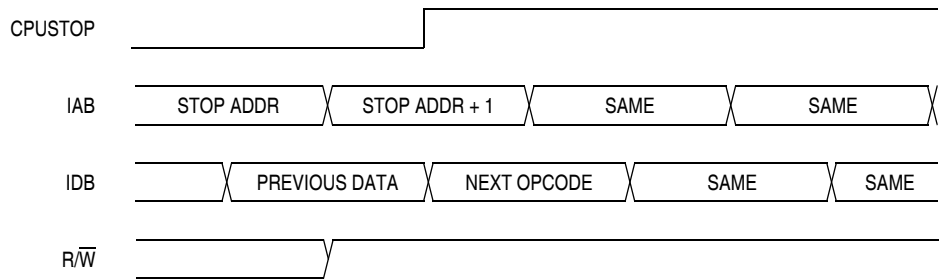 CPUSTOP
IAB STOP ADDR STOP ADDR + 1 SAME SAME
IDB PREVIOUS DATA NEXT OPCODE SAME SAME
R/W̅